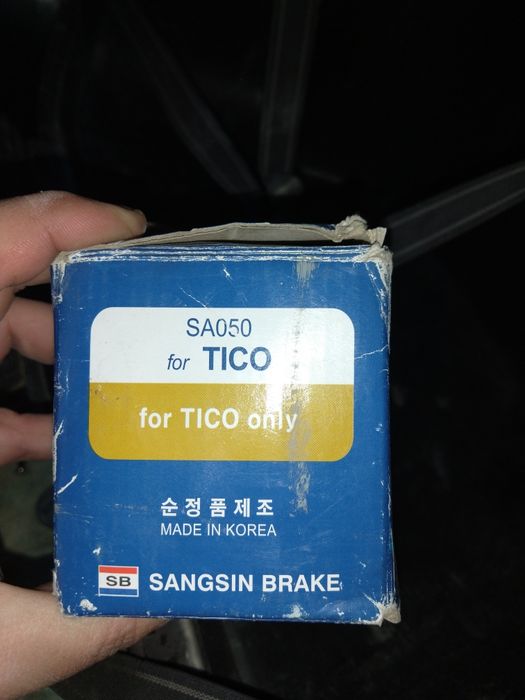 SA050
for TICO
for TICO only
순정품제조
MADE IN KOREA
SB SANGSIN BRAKE